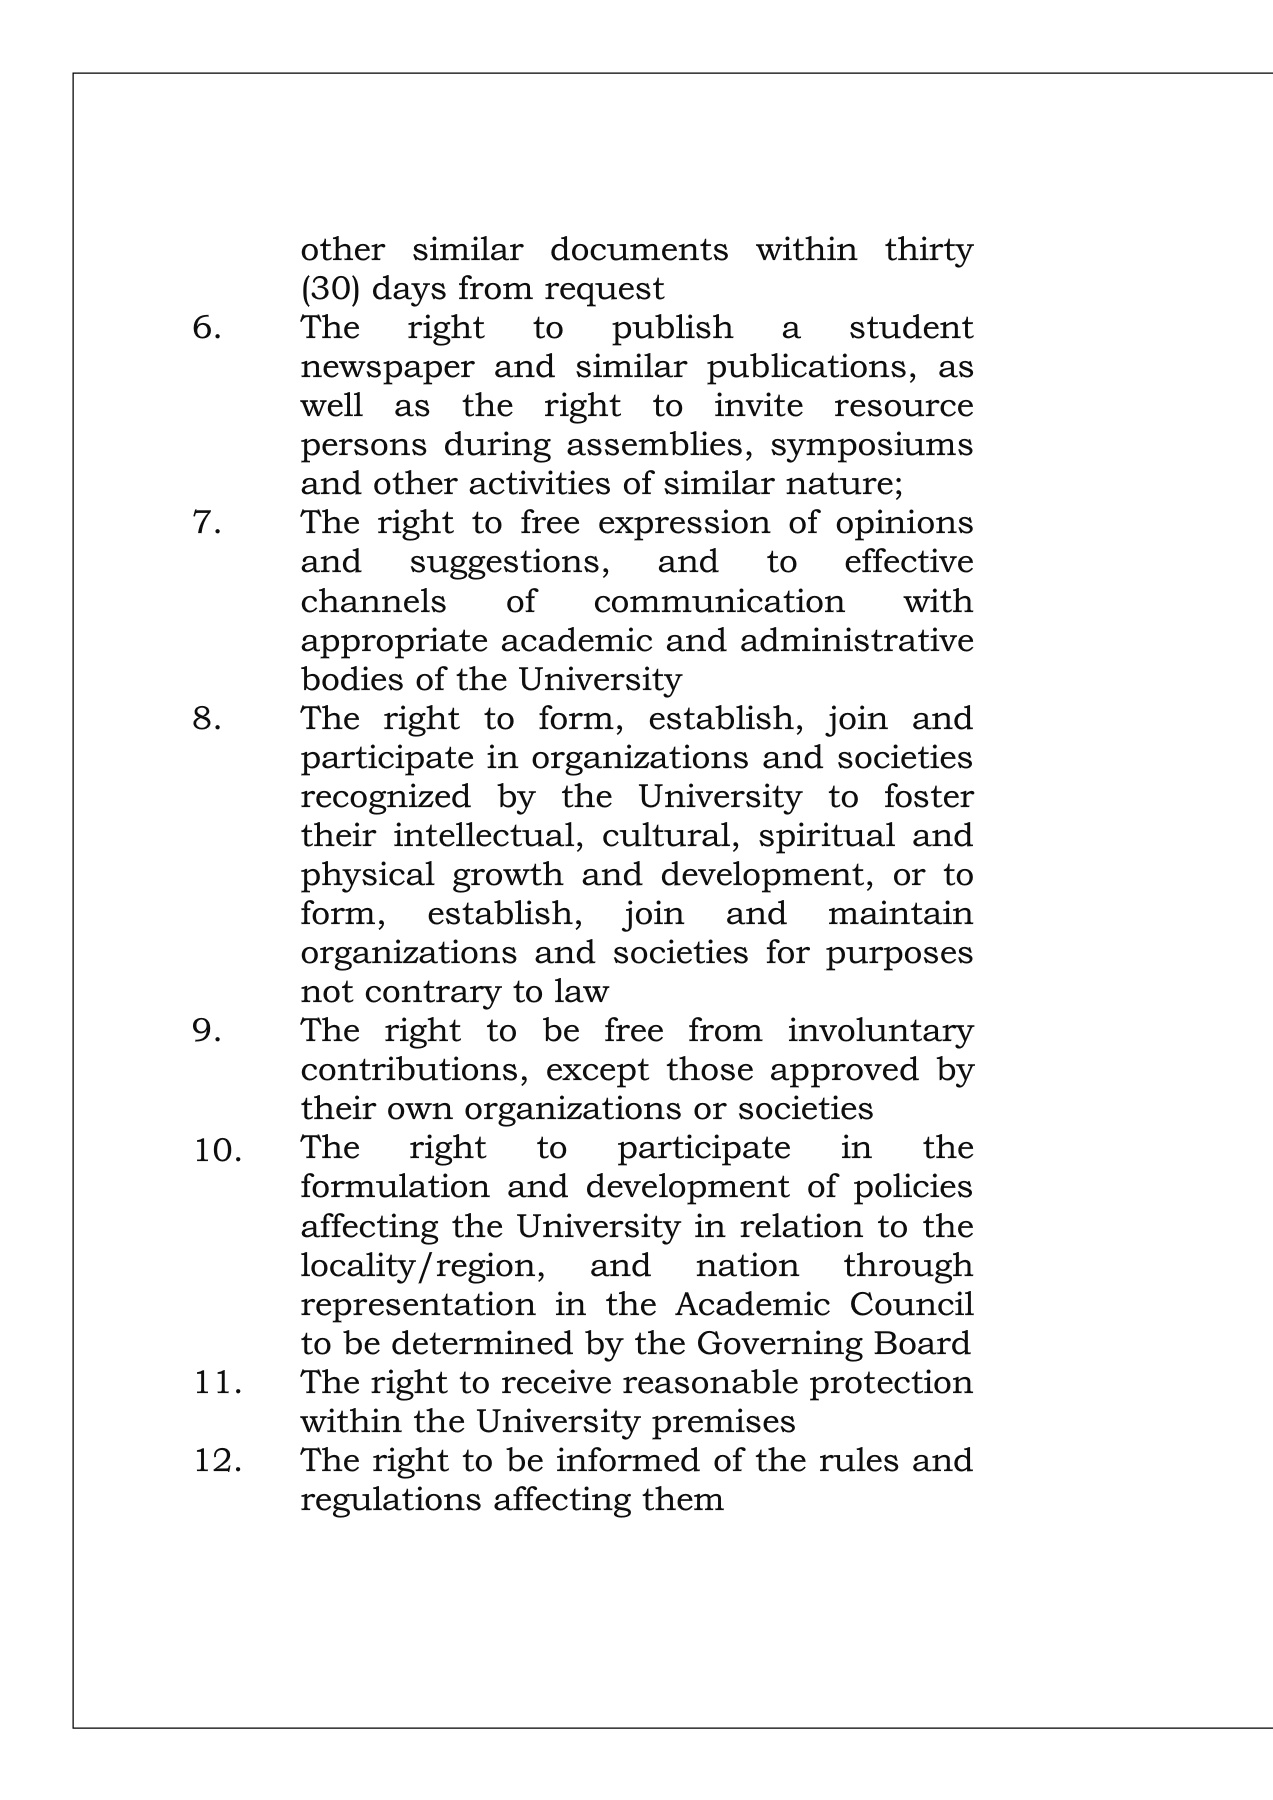 other similar documents within thirty
(30) days from request
6. The right to publish a student
newspaper and similar publications, as
well as the right to invite resource
persons during assemblies, symposiums
and other activities of similar nature;
7. The right to free expression of opinions
and suggestions, and to effective
channels of communication with
appropriate academic and administrative
bodies of the University
8. The right to form, establish, join and
participate in organizations and societies
recognized by the University to foster
their intellectual, cultural, spiritual and
physical growth and development, or to
form, establish, join and maintain
organizations and societies for purposes
not contrary to law
9. The right to be free from involuntary
contributions, except those approved by
their own organizations or societies
10. The right to participate in the
formulation and development of policies
affecting the University in relation to the
locality/region, and nation through
representation in the Academic Council
to be determined by the Governing Board
11. The right to receive reasonable protection
within the University premises
12. The right to be informed of the rules and
regulations affecting them